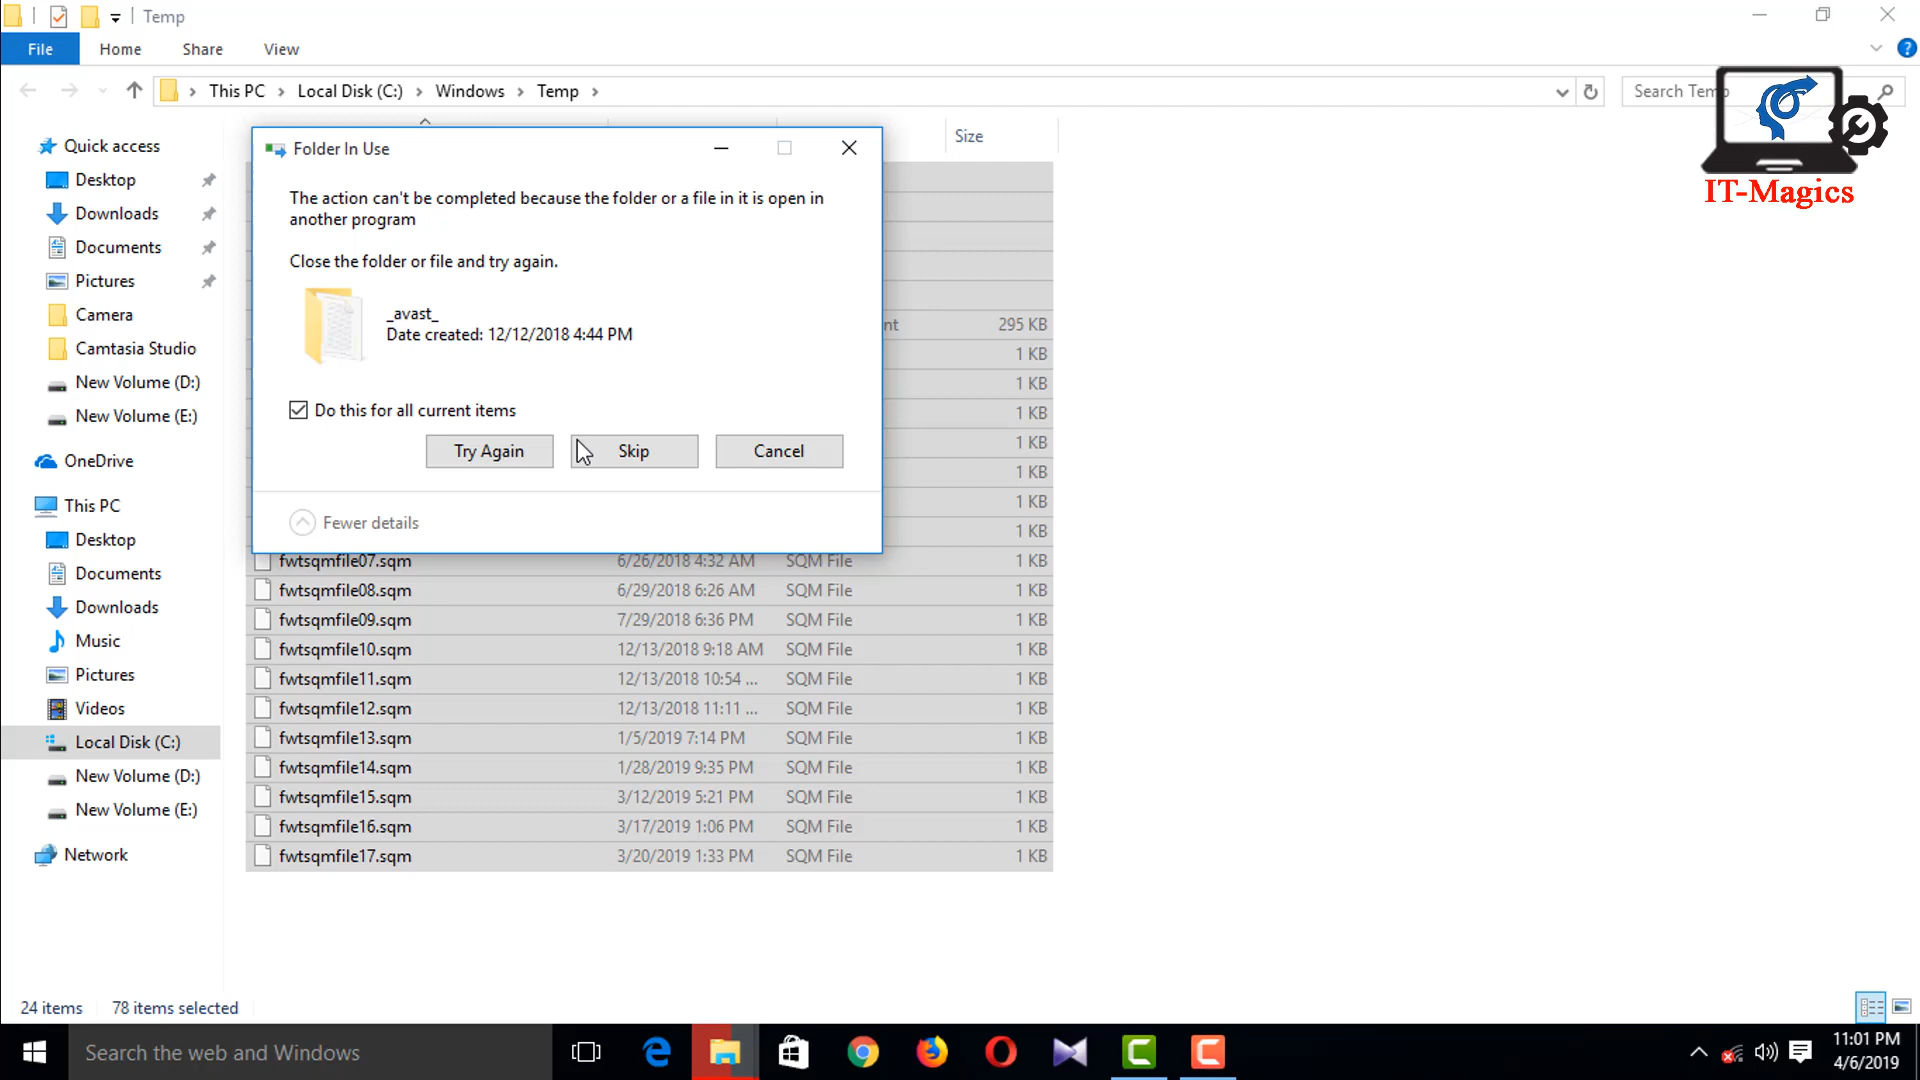 Temp
File
Home
Share
View
This PC
Local Disk (C:)
Windows
Temp
Search Temp
IT-Magics
Quick access
Desktop
Downloads
Documents
Pictures
Camera
Camtasia Studio
New Volume (D:)
New Volume (E:)
OneDrive
This PC
Desktop
Documents
Downloads
Music
Pictures
Videos
Local Disk (C:)
New Volume (D:)
New Volume (E:)
Network
Size
Folder In Use
The action can't be completed because the folder or a file in it is open in
another program
Close the folder or file and try again.
_avast_
Date created: 12/12/2018 4:44 PM
Do this for all current items
Try Again
Skip
Cancel
Fewer details
295 KB
1 KB
1 KB
1 KB
1 KB
1 KB
1 KB
1 KB
fwtsqmfile07.sqm 6/26/2018 4:32 AM SQM File 1 KB
fwtsqmfile08.sqm 6/29/2018 6:26 AM SQM File 1 KB
fwtsqmfile09.sqm 7/29/2018 6:36 PM SQM File 1 KB
fwtsqmfile10.sqm 12/13/2018 9:18 AM SQM File 1 KB
fwtsqmfile11.sqm 12/13/2018 10:54 ... SQM File 1 KB
fwtsqmfile12.sqm 12/13/2018 11:11 ... SQM File 1 KB
fwtsqmfile13.sqm 1/5/2019 7:14 PM SQM File 1 KB
fwtsqmfile14.sqm 1/28/2019 9:35 PM SQM File 1 KB
fwtsqmfile15.sqm 3/12/2019 5:21 PM SQM File 1 KB
fwtsqmfile16.sqm 3/17/2019 1:06 PM SQM File 1 KB
fwtsqmfile17.sqm 3/20/2019 1:33 PM SQM File 1 KB
24 items
78 items selected
Search the web and Windows
11:01 PM
4/6/2019